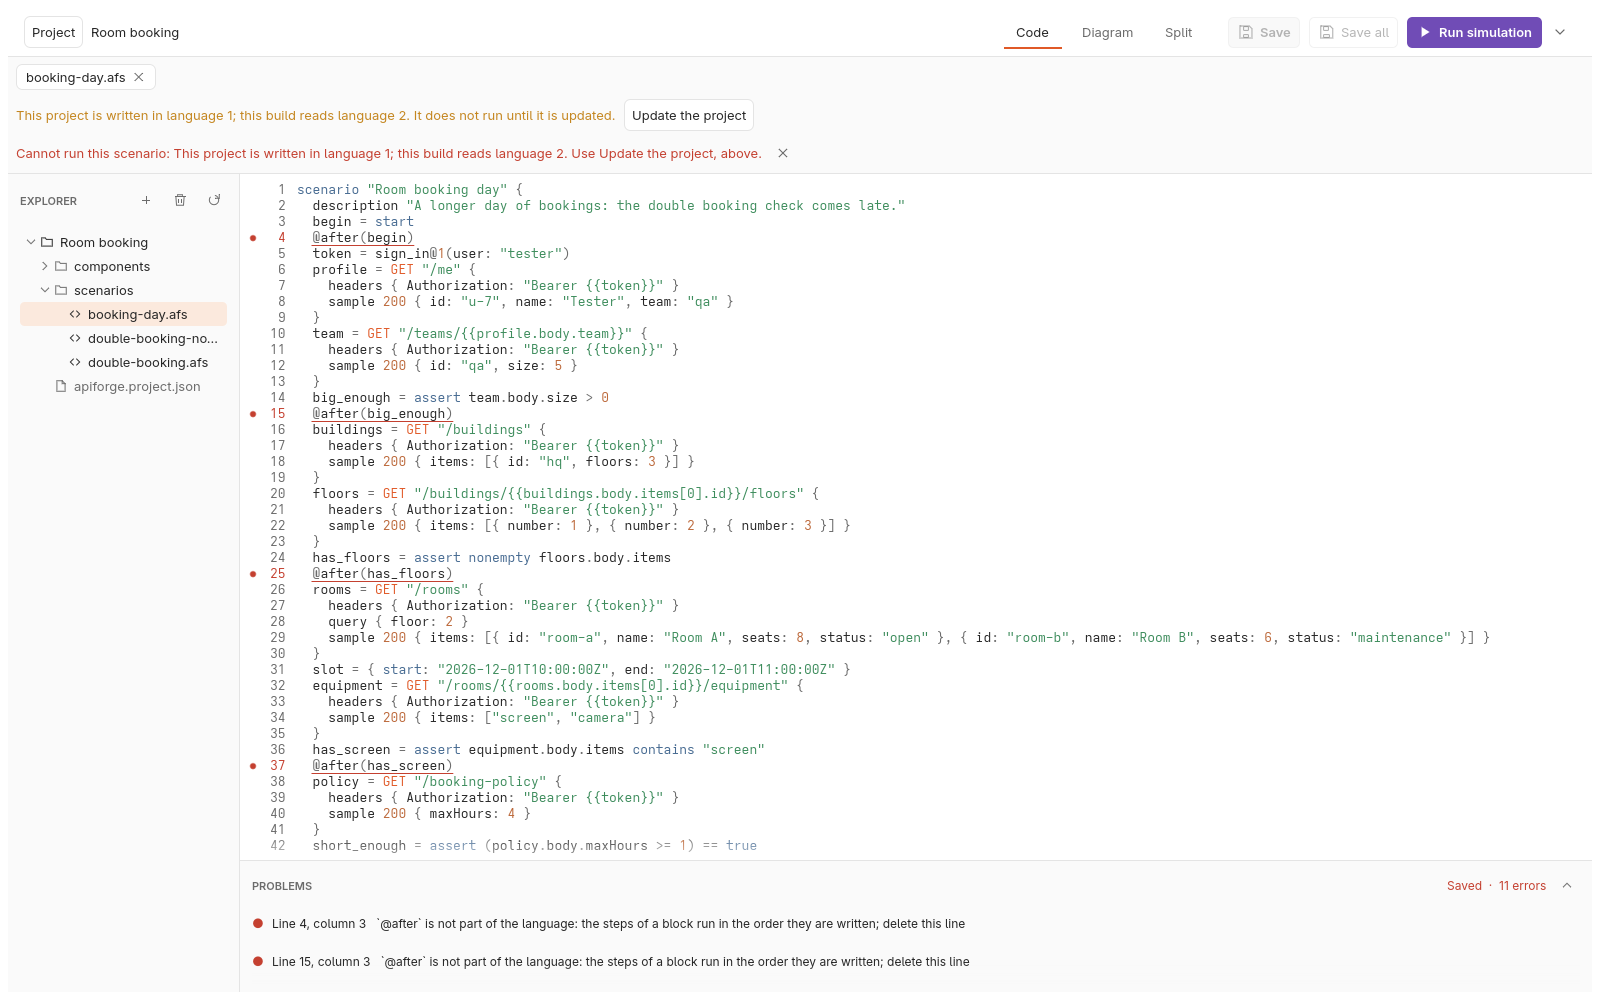 Project Room booking Code Diagram Split Save Save all Run simulation
booking-day.afs
This project is written in language 1; this build reads language 2. It does not run until it is updated. Update the project
Cannot run this scenario: This project is written in language 1; this build reads language 2. Use Update the project, above.
EXPLORER
Room booking
components
scenarios
booking-day.afs
double-booking-no...
double-booking.afs
apiforge.project.json
1 scenario "Room booking day" {
2 description "A longer day of bookings: the double booking check comes late."
3 begin = start
4 @after(begin)
5 token = sign_in@1(user: "tester")
6 profile = GET "/me" {
7 headers { Authorization: "Bearer {{token}}" }
8 sample 200 { id: "u-7", name: "Tester", team: "qa" }
9 }
10 team = GET "/teams/{{profile.body.team}}" {
11 headers { Authorization: "Bearer {{token}}" }
12 sample 200 { id: "qa", size: 5 }
13 }
14 big_enough = assert team.body.size > 0
15 @after(big_enough)
16 buildings = GET "/buildings" {
17 headers { Authorization: "Bearer {{token}}" }
18 sample 200 { items: [{ id: "hq", floors: 3 }] }
19 }
20 floors = GET "/buildings/{{buildings.body.items[0].id}}/floors" {
21 headers { Authorization: "Bearer {{token}}" }
22 sample 200 { items: [{ number: 1 }, { number: 2 }, { number: 3 }] }
23 }
24 has_floors = assert nonempty floors.body.items
25 @after(has_floors)
26 rooms = GET "/rooms" {
27 headers { Authorization: "Bearer {{token}}" }
28 query { floor: 2 }
29 sample 200 { items: [{ id: "room-a", name: "Room A", seats: 8, status: "open" }, { id: "room-b", name: "Room B", seats: 6, status: "maintenance" }] }
30 }
31 slot = { start: "2026-12-01T10:00:00Z", end: "2026-12-01T11:00:00Z" }
32 equipment = GET "/rooms/{{rooms.body.items[0].id}}/equipment" {
33 headers { Authorization: "Bearer {{token}}" }
34 sample 200 { items: ["screen", "camera"] }
35 }
36 has_screen = assert equipment.body.items contains "screen"
37 @after(has_screen)
38 policy = GET "/booking-policy" {
39 headers { Authorization: "Bearer {{token}}" }
40 sample 200 { maxHours: 4 }
41 }
42 short_enough = assert (policy.body.maxHours >= 1) == true
PROBLEMS Saved · 11 errors
Line 4, column 3 `@after` is not part of the language: the steps of a block run in the order they are written; delete this line
Line 15, column 3 `@after` is not part of the language: the steps of a block run in the order they are written; delete this line